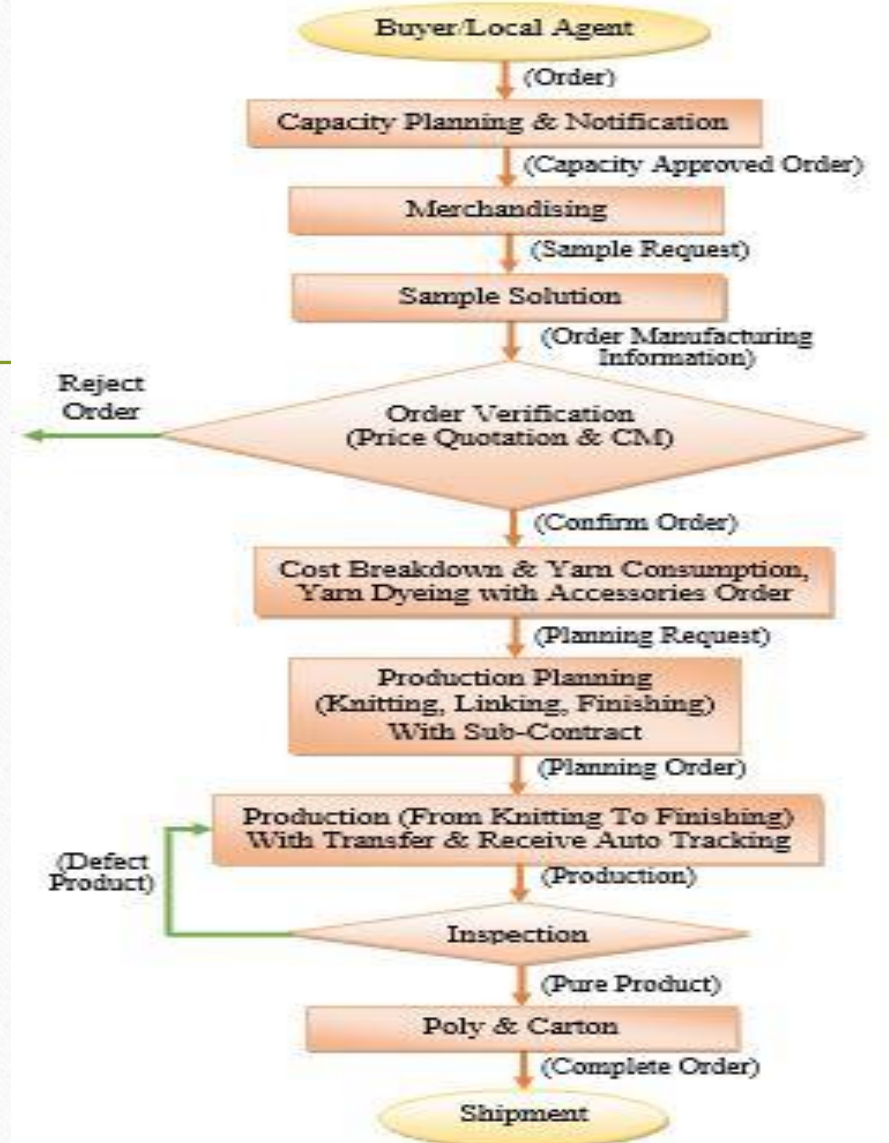 Buyer/Local Agent
(Order)
Capacity Planning & Notification
(Capacity Approved Order)
Merchandising
(Sample Request)
Sample Solution
(Order Manufacturing
Information)
Reject
Order
Order Verification
(Price Quotation & CM)
(Confirm Order)
Cost Breakdown & Yarn Consumption,
Yarn Dyeing with Accessories Order
(Planning Request)
Production Planning
(Knitting, Linking, Finishing)
With Sub-Contract
(Planning Order)
Production (From Knitting To Finishing)
With Transfer & Receive Auto Tracking
(Defect
Product)
(Production)
Inspection
(Pure Product)
Poly & Carton
(Complete Order)
Shipment